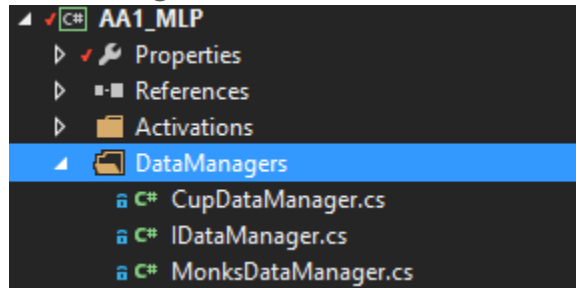 C# AA1_MLP
Properties
References
Activations
DataManagers
C# CupDataManager.cs
C# IDataManager.cs
C# MonksDataManager.cs